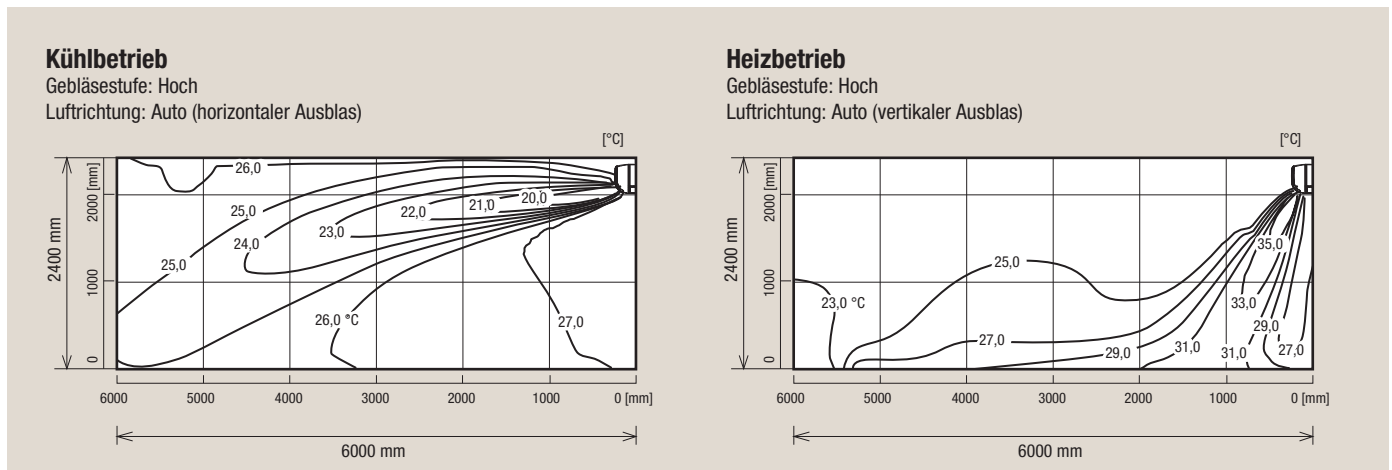 Kühlbetrieb
Gebläsestufe: Hoch
Luftrichtung: Auto (horizontaler Ausblas)
[°C]
2400 mm
2000 [mm]
1000
0
26,0
25,0
25,0
24,0
23,0
22,0
21,0
20,0
26,0 °C
27,0
6000
5000
4000
3000
2000
1000
0 [mm]
6000 mm
Heizbetrieb
Gebläsestufe: Hoch
Luftrichtung: Auto (vertikaler Ausblas)
[°C]
2400 mm
2000 [mm]
1000
0
35,0
25,0
23,0 °C
33,0
29,0
27,0
29,0
31,0
31,0
27,0
6000
5000
4000
3000
2000
1000
0 [mm]
6000 mm